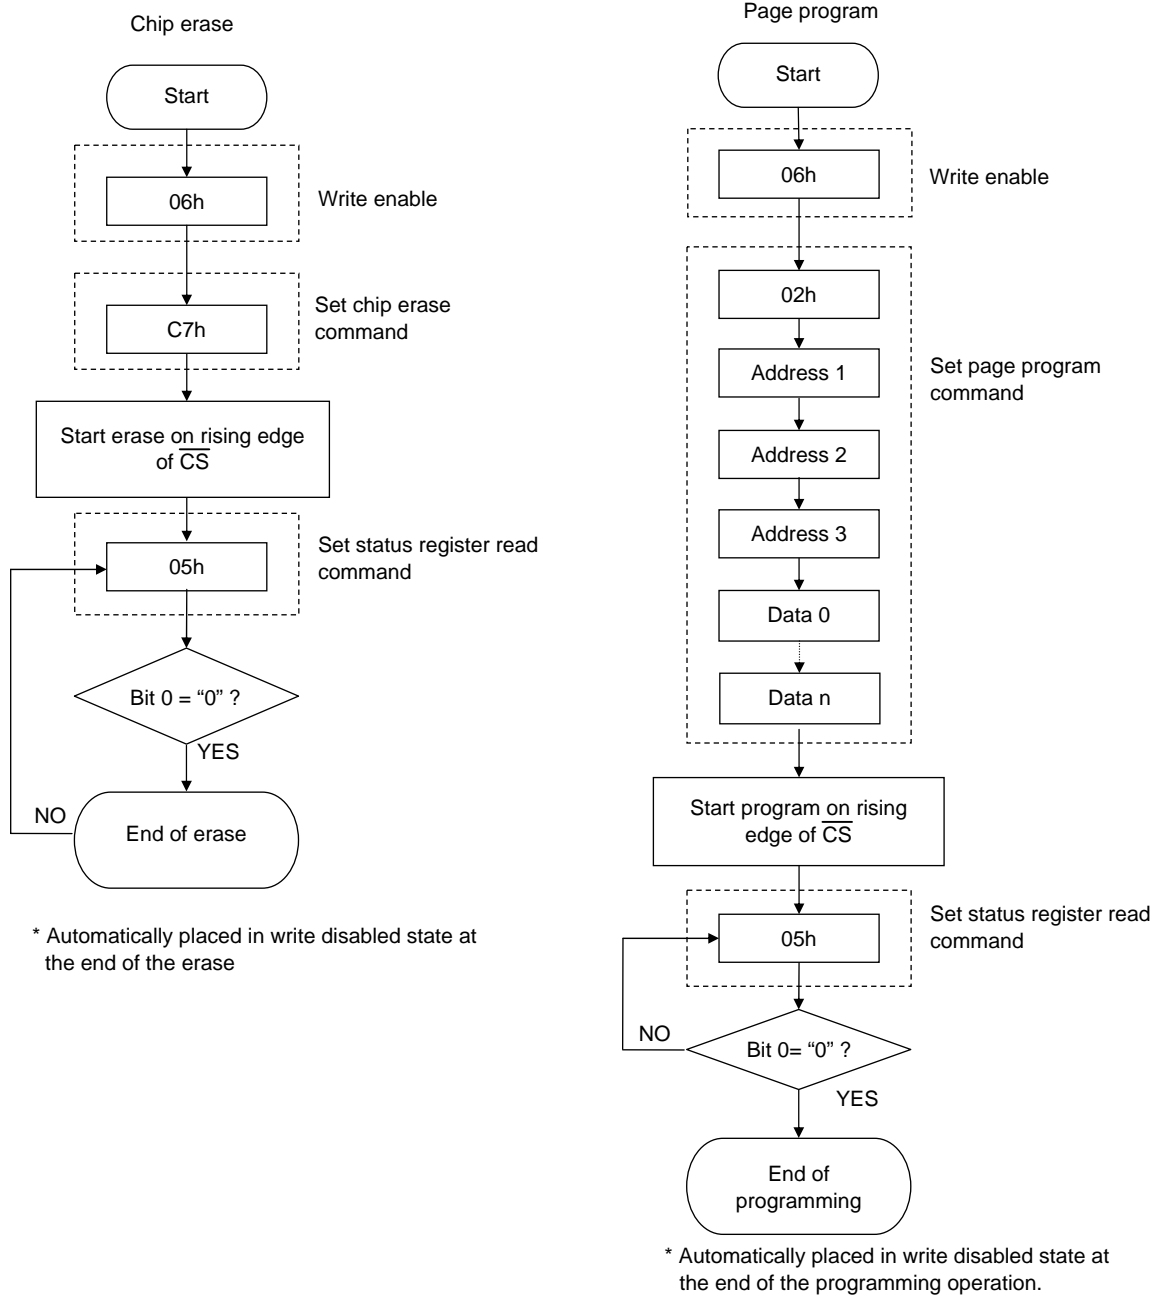 Chip erase
Start
06h
Write enable
C7h
Set chip erase
command
Start erase on rising edge
of C̅S̅
05h
Set status register read
command
Bit 0 = “0” ?
YES
NO
End of erase
* Automatically placed in write disabled state at
the end of the erase
Page program
Start
06h
Write enable
02h
Address 1
Set page program
command
Address 2
Address 3
Data 0
Data n
Start program on rising
edge of C̅S̅
05h
Set status register read
command
NO
Bit 0= “0” ?
YES
End of
programming
* Automatically placed in write disabled state at
the end of the programming operation.